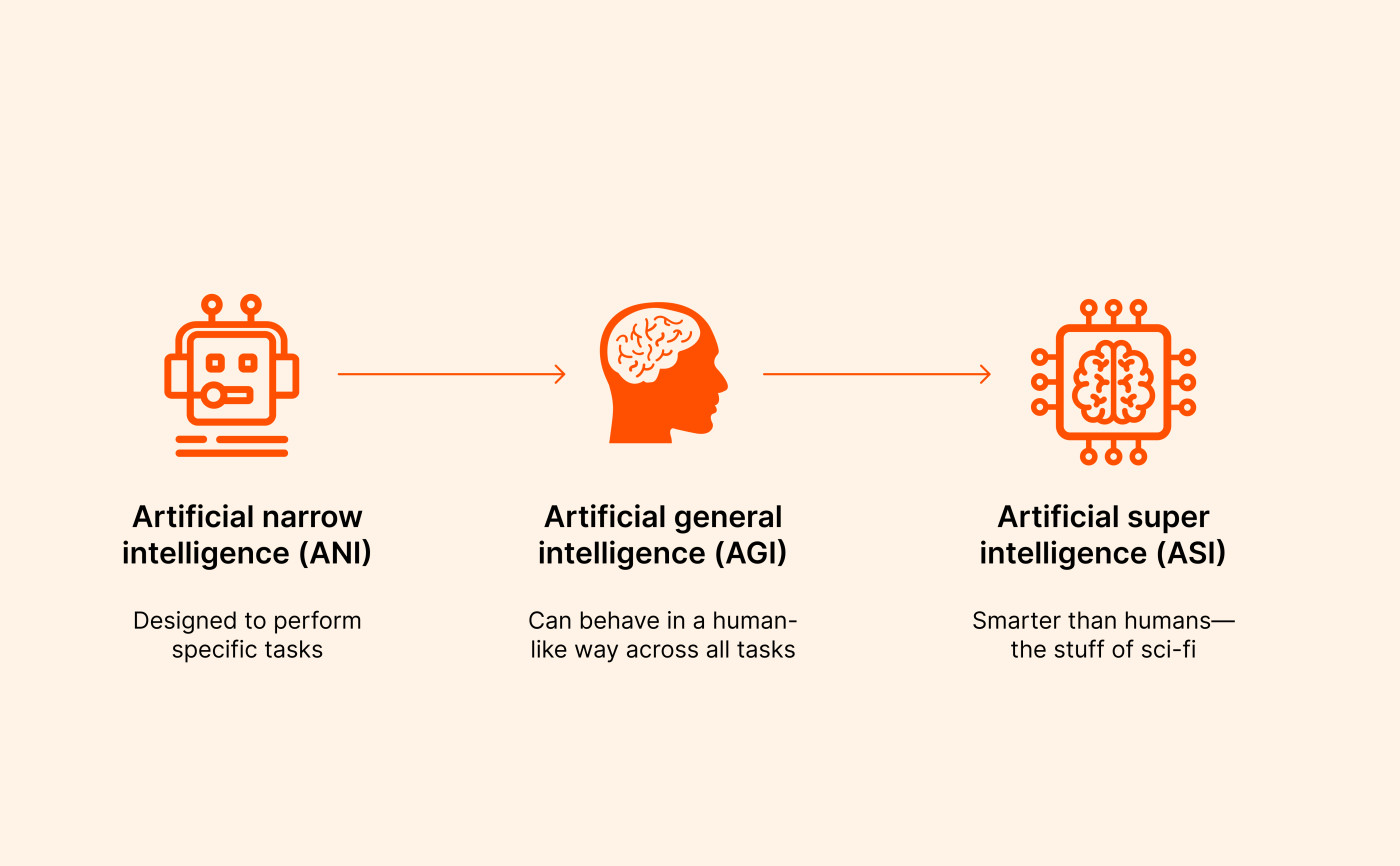 Artificial narrow
intelligence (ANI)
Designed to perform
specific tasks
Artificial general
intelligence (AGI)
Can behave in a human-
like way across all tasks
Artificial super
intelligence (ASI)
Smarter than humans—
the stuff of sci-fi